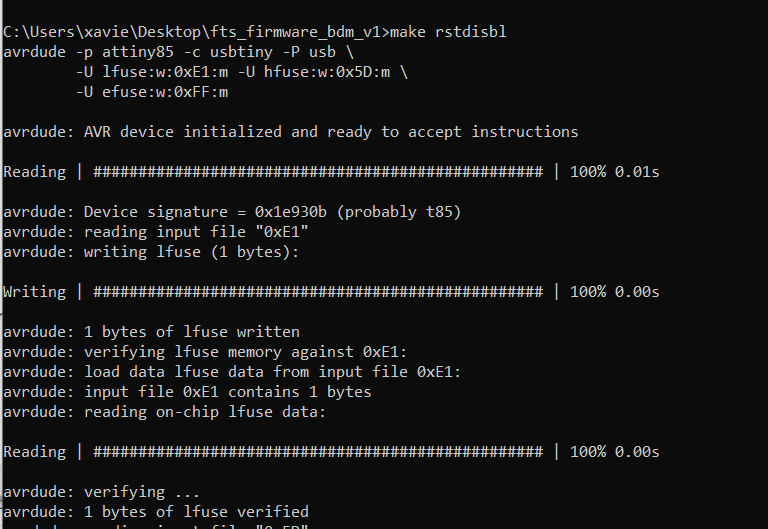 C:\Users\xavie\Desktop\fts_firmware_bdm_v1>make rstdisbl
avrdude -p attiny85 -c usbtiny -P usb \
        -U lfuse:w:0xE1:m -U hfuse:w:0x5D:m \
        -U efuse:w:0xFF:m
avrdude: AVR device initialized and ready to accept instructions
Reading | ################################################## | 100% 0.01s
avrdude: Device signature = 0x1e930b (probably t85)
avrdude: reading input file "0xE1"
avrdude: writing lfuse (1 bytes):
Writing | ################################################## | 100% 0.00s
avrdude: 1 bytes of lfuse written
avrdude: verifying lfuse memory against 0xE1:
avrdude: load data lfuse data from input file 0xE1:
avrdude: input file 0xE1 contains 1 bytes
avrdude: reading on-chip lfuse data:
Reading | ################################################## | 100% 0.00s
avrdude: verifying ...
avrdude: 1 bytes of lfuse verified
avrdude: reading input file "0x5D"